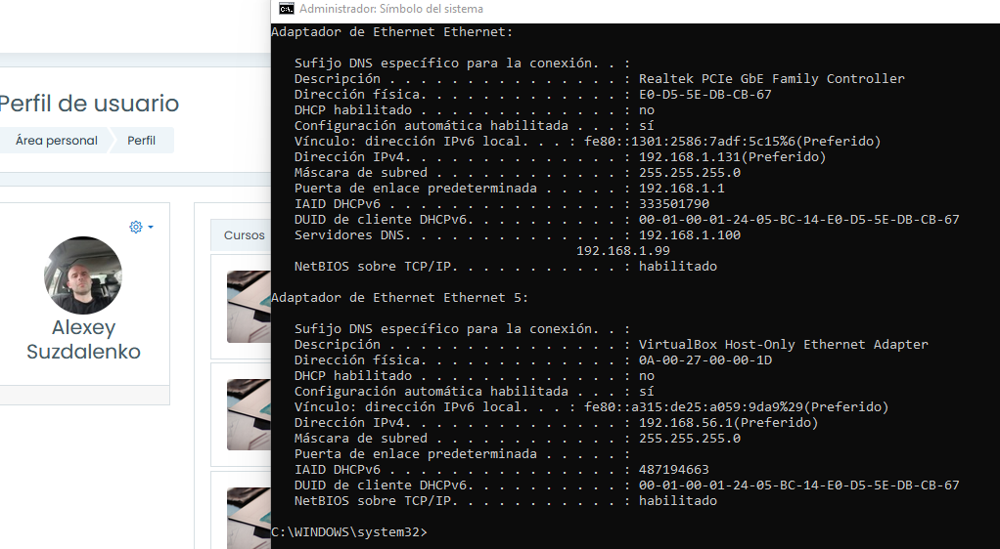 Administrador: Símbolo del sistema
Perfil de usuario
Área personal
Perfil
Alexey
Suzdalenko
Cursos
Adaptador de Ethernet Ethernet:
Sufijo DNS específico para la conexión. . :
Descripción . . . . . . . . . . . . . . . : Realtek PCIe GbE Family Controller
Dirección física. . . . . . . . . . . . . : E0-D5-5E-DB-CB-67
DHCP habilitado . . . . . . . . . . . . . : no
Configuración automática habilitada . . . : sí
Vínculo: dirección IPv6 local. . . : fe80::1301:2586:7adf:5c15%6(Preferido)
Dirección IPv4. . . . . . . . . . . . . . : 192.168.1.131(Preferido)
Máscara de subred . . . . . . . . . . . . : 255.255.255.0
Puerta de enlace predeterminada . . . . . : 192.168.1.1
IAID DHCPv6 . . . . . . . . . . . . . . . : 333501790
DUID de cliente DHCPv6. . . . . . . . . . : 00-01-00-01-24-05-BC-14-E0-D5-5E-DB-CB-67
Servidores DNS. . . . . . . . . . . . . . : 192.168.1.100
192.168.1.99
NetBIOS sobre TCP/IP. . . . . . . . . . . : habilitado
Adaptador de Ethernet Ethernet 5:
Sufijo DNS específico para la conexión. . :
Descripción . . . . . . . . . . . . . . . : VirtualBox Host-Only Ethernet Adapter
Dirección física. . . . . . . . . . . . . : 0A-00-27-00-00-1D
DHCP habilitado . . . . . . . . . . . . . : no
Configuración automática habilitada . . . : sí
Vínculo: dirección IPv6 local. . . : fe80::a315:de25:a059:9da9%29(Preferido)
Dirección IPv4. . . . . . . . . . . . . . : 192.168.56.1(Preferido)
Máscara de subred . . . . . . . . . . . . : 255.255.255.0
Puerta de enlace predeterminada . . . . . :
IAID DHCPv6 . . . . . . . . . . . . . . . : 487194663
DUID de cliente DHCPv6. . . . . . . . . . : 00-01-00-01-24-05-BC-14-E0-D5-5E-DB-CB-67
NetBIOS sobre TCP/IP. . . . . . . . . . . : habilitado
C:\WINDOWS\system32>